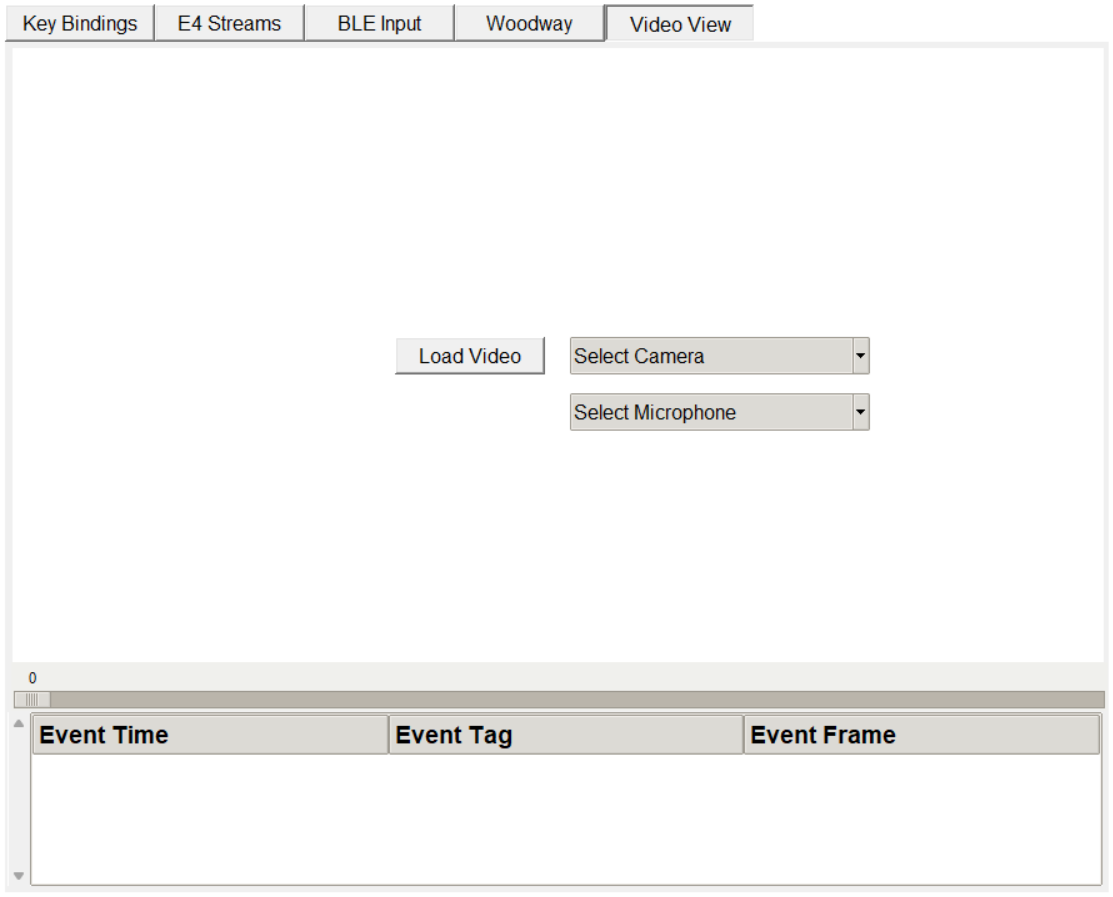 Key Bindings E4 Streams BLE Input Woodway Video View
Load Video Select Camera
Select Microphone
0
Event Time Event Tag Event Frame